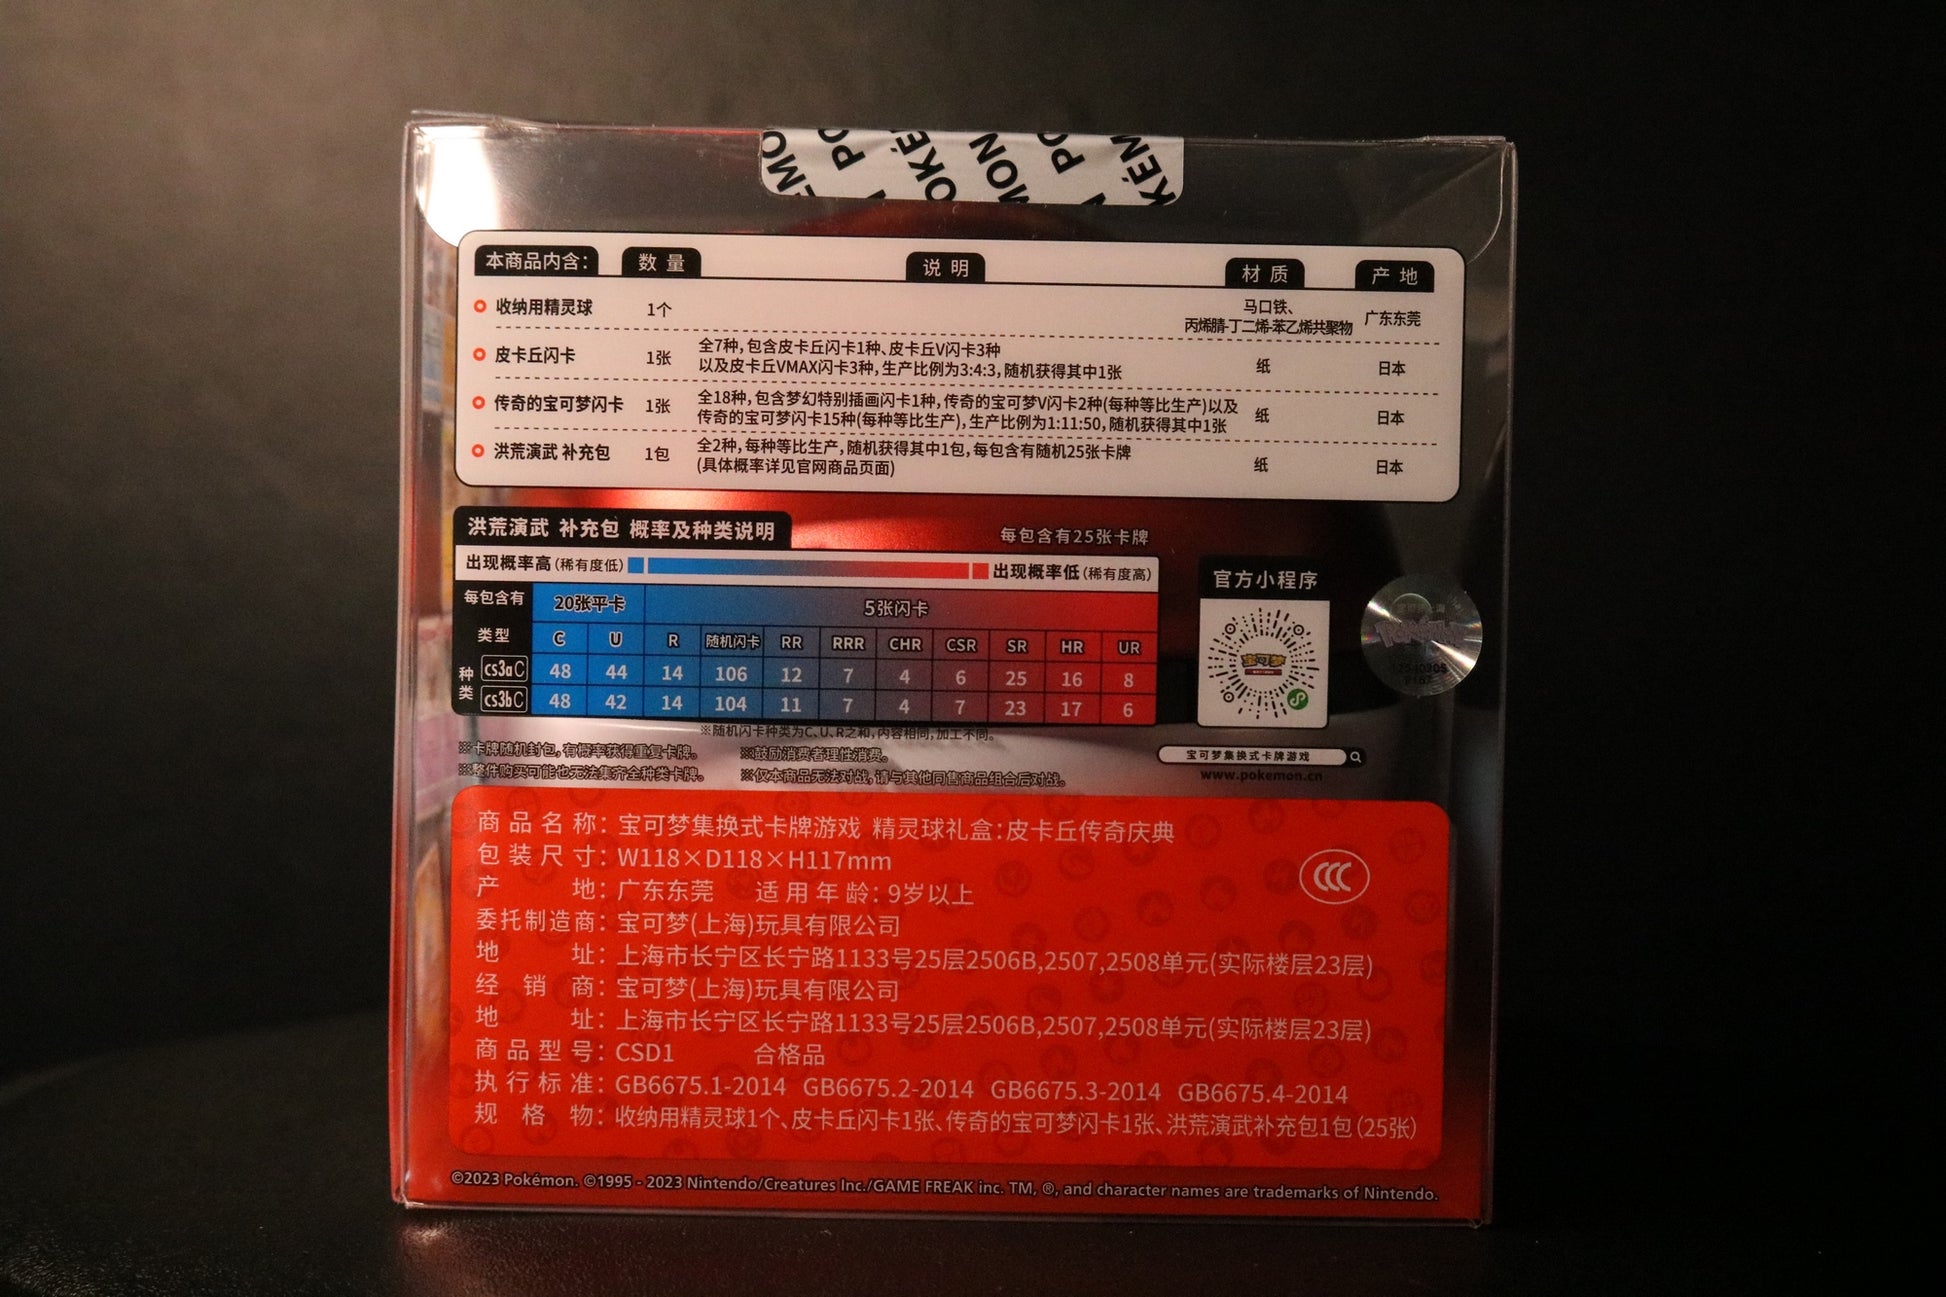 本商品内含： 数量 说明 材质 产地
收纳用精灵球 1个 马口铁、 广东东莞
丙烯腈-丁二烯-苯乙烯共聚物
皮卡丘闪卡 1张 全7种，包含皮卡丘闪卡1种、皮卡丘V闪卡3种 纸 日本
以及皮卡丘VMAX闪卡3种，生产比例为3:4:3，随机获得其中1张
传奇的宝可梦闪卡 1张 全18种，包含梦幻特别插画闪卡1种，传奇的宝可梦V闪卡2种(每种等比生产)以及 纸 日本
传奇的宝可梦闪卡15种(每种等比生产)，生产比例为1:11:50，随机获得其中1张
洪荒演武 补充包 1包 全2种，每种等比生产，随机获得其中1包，每包含有随机25张卡牌 纸 日本
(具体概率详见官网商品页面)
洪荒演武 补充包 概率及种类说明 每包含有25张卡牌
出现概率高(稀有度低) 出现概率低(稀有度高)
每包含有 20张平卡 5张闪卡
类型 C U R 随机闪卡 RR RRR CHR CSR SR HR UR
种类
cs3aC 48 44 14 106 12 7 4 6 25 16 8
cs3bC 48 42 14 104 11 7 4 7 23 17 6
※随机闪卡种类为C、U、R之和，内容相同，加工不同。
※卡牌随机封包，有概率获得重复卡牌。 ※鼓励消费者理性消费。
※整件购买可能也无法集齐全种类卡牌。 ※仅本商品无法对战，请与其他同售商品组合后对战。
官方小程序
宝可梦
宝可梦集换式卡牌游戏
www.pokemon.cn
商品名称：宝可梦集换式卡牌游戏 精灵球礼盒：皮卡丘传奇庆典
包装尺寸：W118×D118×H117mm
产地：广东东莞 适用年龄：9岁以上
委托制造商：宝可梦(上海)玩具有限公司
地址：上海市长宁区长宁路1133号25层2506B,2507,2508单元(实际楼层23层)
经销商：宝可梦(上海)玩具有限公司
地址：上海市长宁区长宁路1133号25层2506B,2507,2508单元(实际楼层23层)
商品型号：CSD1 合格品
执行标准：GB6675.1-2014 GB6675.2-2014 GB6675.3-2014 GB6675.4-2014
规格物：收纳用精灵球1个、皮卡丘闪卡1张、传奇的宝可梦闪卡1张、洪荒演武补充包1包(25张)
CCC
©2023 Pokémon. ©1995 - 2023 Nintendo/Creatures Inc./GAME FREAK inc. TM, ®, and character names are trademarks of Nintendo.